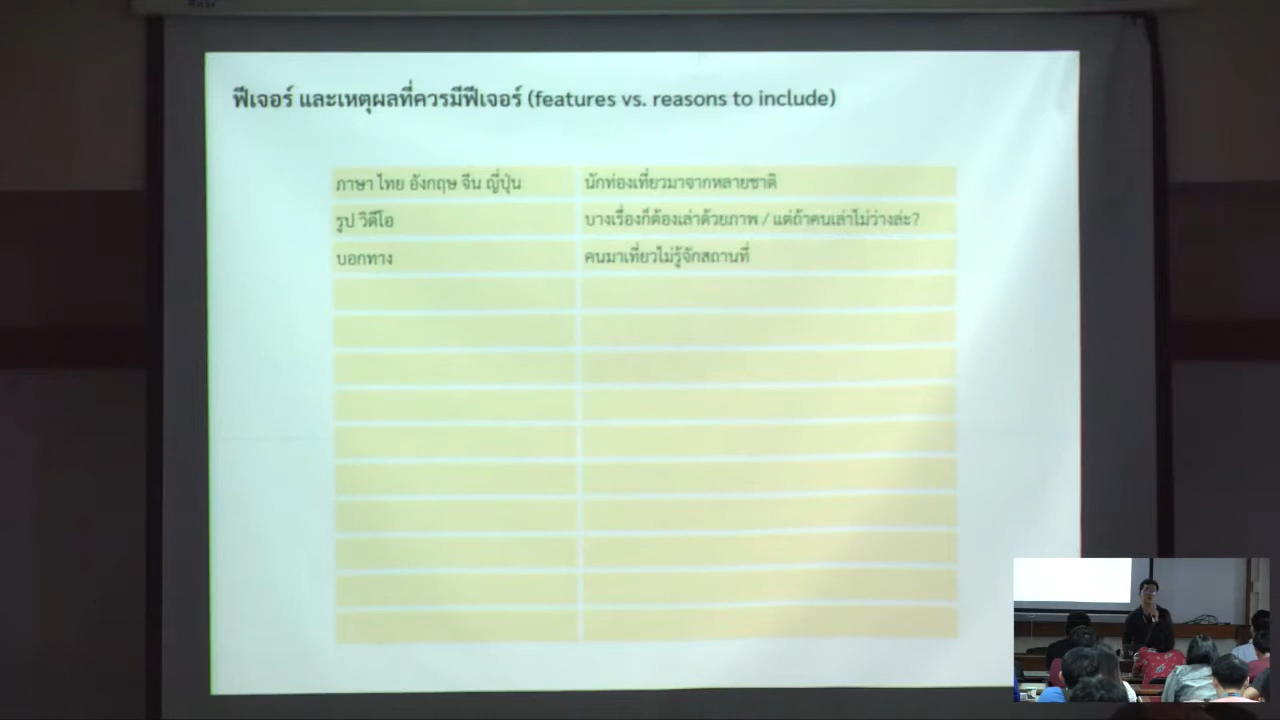 ฟีเจอร์ และเหตุผลที่ควรมีฟีเจอร์ (features vs. reasons to include)
ภาษา ไทย อังกฤษ จีน ญี่ปุ่น นักท่องเที่ยวมาจากหลายชาติ
รูป วิดีโอ บางเรื่องก็ต้องเล่าด้วยภาพ / แต่ถ้าคนเล่าไม่ว่างล่ะ?
บอกทาง คนมาเที่ยวไม่รู้จักสถานที่